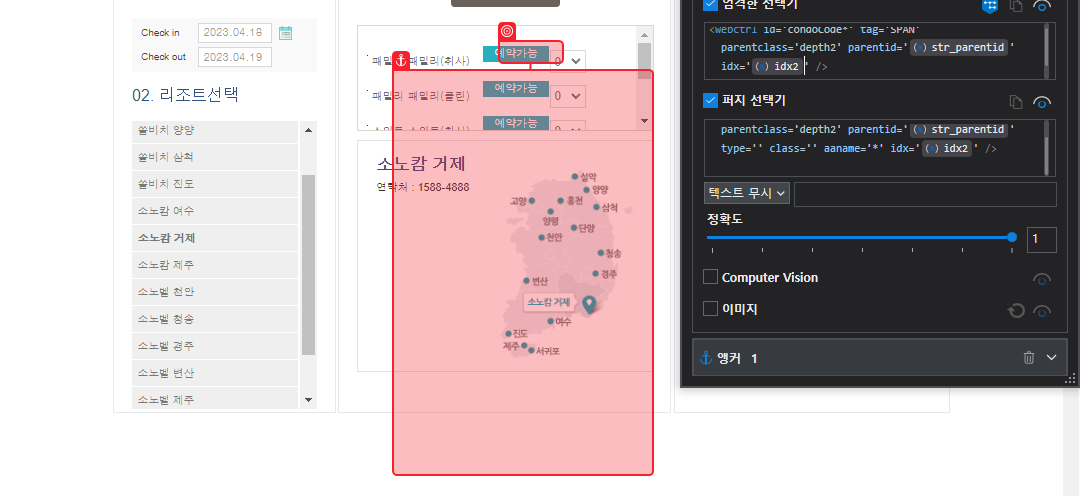 Check in 2023.04.18
Check out 2023.04.19
02. 리조트선택
쏠비치 양양
쏠비치 삼척
쏠비치 진도
소노캄 여수
소노캄 거제
소노캄 제주
소노벨 천안
소노벨 청송
소노벨 경주
소노벨 변산
소노벨 제주
패밀리 패밀리(취사) 예약가능 0
패밀리 패밀리(클린) 예약가능 0
스위트 스위트(취사) 예약가능 0
소노캄 거제
연락처 : 1588-4888
설악
양양
고양
홍천
삼척
양평
단양
천안
청송
경주
변산
소노캄 거제
여수
진도
제주
서귀포
엄격한 선택기
<webctrl id='condoCode*' tag='SPAN'
parentclass='depth2' parentid='(x) str_parentid '
idx='(x) idx2 ' />
퍼지 선택기
parentclass='depth2' parentid='(x) str_parentid '
type='' class='' aaname='*' idx='(x) idx2 ' />
텍스트 무시
정확도
1
Computer Vision
이미지
앵커 1